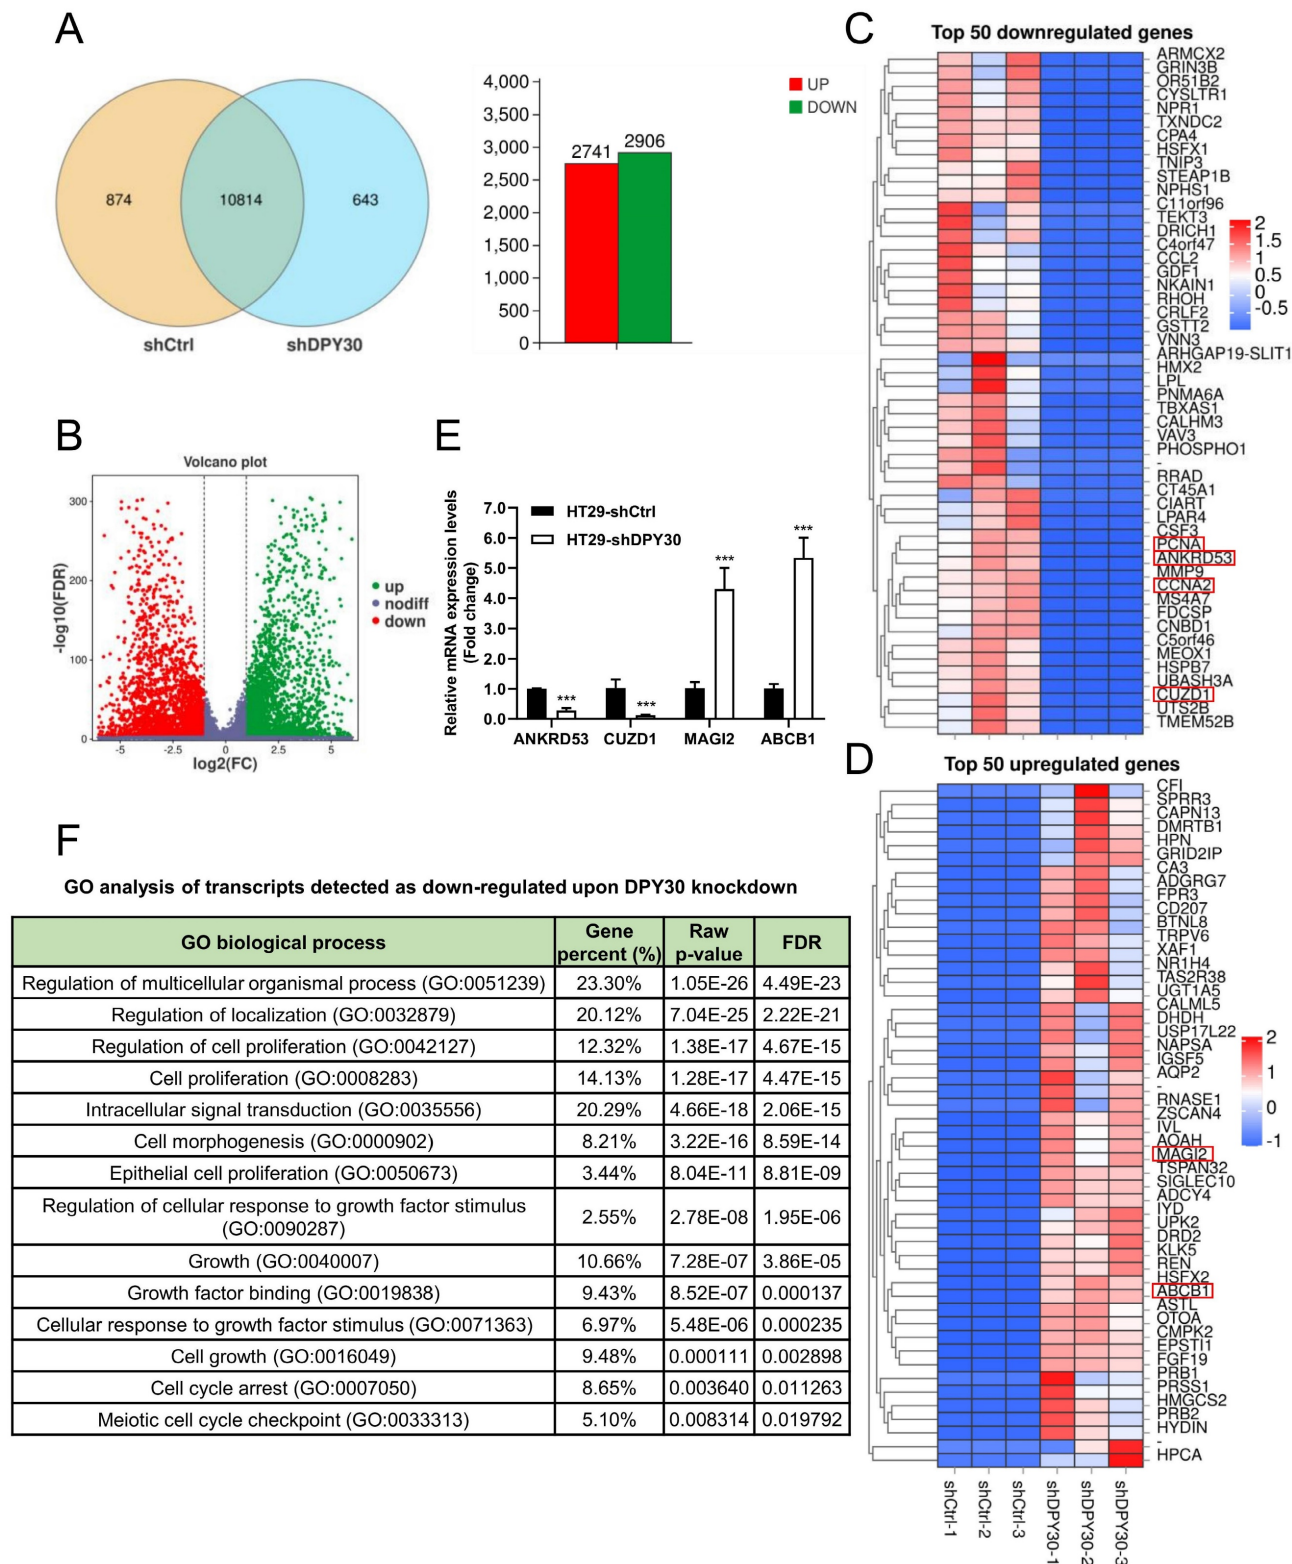 A
874
10814
643
shCtrl
shDPY30
4,000
3,500
3,000
2,500
2,000
1,500
1,000
500
0
2741
2906
UP
DOWN
B
Volcano plot
-log10(FDR)
300
200
100
0
-5
-2.5
0
2.5
5
log2(FC)
up
nodiff
down
E
Relative mRNA expression levels
(Fold change)
7.0
6.0
5.0
4.0
3.0
2.0
1.0
0.0
HT29-shCtrl
HT29-shDPY30
***
***
***
***
ANKRD53
CUZD1
MAGI2
ABCB1
C
Top 50 downregulated genes
ARMCX2
GRIN3B
OR51B2
CYSLTR1
NPR1
TXNDC2
CPA4
HSFX1
TNIP3
STEAP1B
NPHS1
C11orf96
TEKT3
DRICH1
C4orf47
CCL2
GDF1
NKAIN1
RHOH
CRLF2
GSTT2
VNN3
ARHGAP19-SLIT1
HMX2
LPL
PNMA6A
TBXAS1
CALHM3
VAV3
PHOSPHO1
-
RRAD
CT45A1
CIART
LPAR4
CSF3
PCNA
ANKRD53
MMP9
CCNA2
MS4A7
FDCSP
CNBD1
C5orf46
MEOX1
HSPB7
UBASH3A
CUZD1
UTS2B
TMEM52B
2
1.5
1
0.5
-0.5
D
Top 50 upregulated genes
CFI
SPRR3
CAPN13
DMRTB1
HPN
GRID2IP
CA3
ADGRG7
FPR3
CD207
BTNL8
TRPV6
XAF1
NR1H4
TAS2R38
UGT1A5
CALML5
DHDH
USP17L22
NAPSA
IGSF5
AQP2
-
RNASE1
ZSCAN4
IVL
AOAH
MAGI2
TSPAN32
SIGLEC10
ADCY4
IYD
UPK2
DRD2
KLK5
REN
HSFX2
ABCB1
ASTL
OTOA
CMPK2
EPSTI1
FGF19
PRB1
PRSS1
HMGCS2
PRB2
HYDIN
-
HPCA
2
1
0
-1
shCtrl-1
shCtrl-2
shCtrl-3
shDPY30-1
shDPY30-2
shDPY30-3
F
GO analysis of transcripts detected as down-regulated upon DPY30 knockdown
GO biological process Gene percent (%) Raw p-value FDR
Regulation of multicellular organismal process (GO:0051239) 23.30% 1.05E-26 4.49E-23
Regulation of localization (GO:0032879) 20.12% 7.04E-25 2.22E-21
Regulation of cell proliferation (GO:0042127) 12.32% 1.38E-17 4.67E-15
Cell proliferation (GO:0008283) 14.13% 1.28E-17 4.47E-15
Intracellular signal transduction (GO:0035556) 20.29% 4.66E-18 2.06E-15
Cell morphogenesis (GO:0000902) 8.21% 3.22E-16 8.59E-14
Epithelial cell proliferation (GO:0050673) 3.44% 8.04E-11 8.81E-09
Regulation of cellular response to growth factor stimulus
(GO:0090287) 2.55% 2.78E-08 1.95E-06
Growth (GO:0040007) 10.66% 7.28E-07 3.86E-05
Growth factor binding (GO:0019838) 9.43% 8.52E-07 0.000137
Cellular response to growth factor stimulus (GO:0071363) 6.97% 5.48E-06 0.000235
Cell growth (GO:0016049) 9.48% 0.000111 0.002898
Cell cycle arrest (GO:0007050) 8.65% 0.003640 0.011263
Meiotic cell cycle checkpoint (GO:0033313) 5.10% 0.008314 0.019792